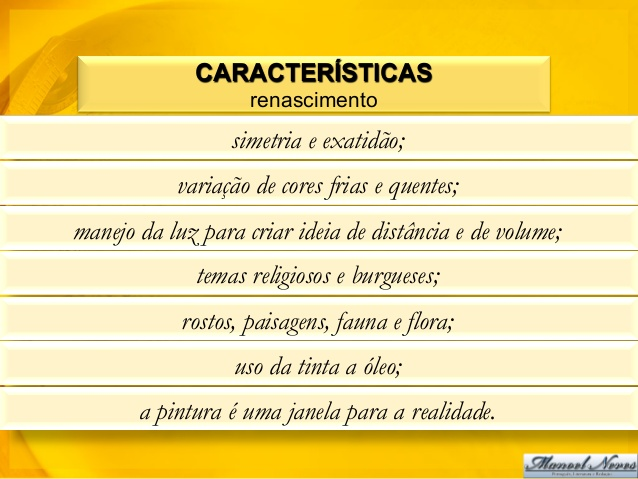 CARACTERÍSTICAS
renascimento
simetria e exatidão;
variação de cores frias e quentes;
manejo da luz para criar ideia de distância e de volume;
temas religiosos e burgueses;
rostos, paisagens, fauna e flora;
uso da tinta a óleo;
a pintura é uma janela para a realidade.
Manoel Neves